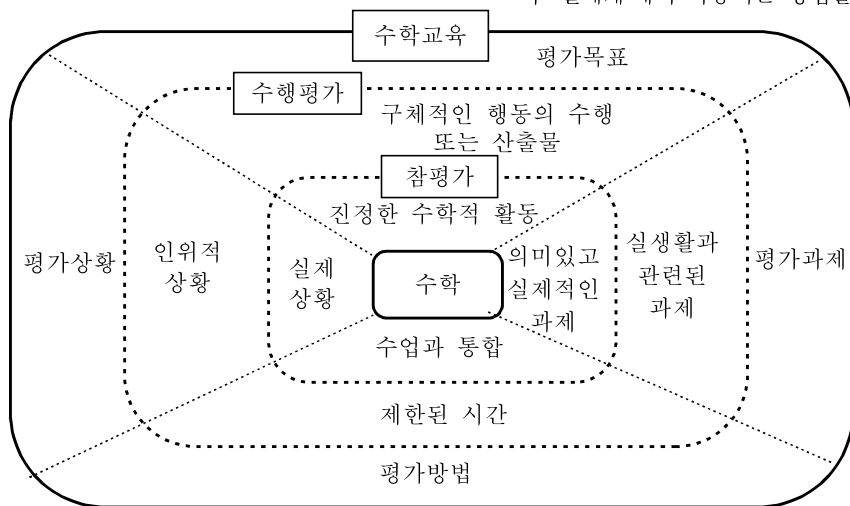 수학교육
평가목표
수행평가
구체적인 행동의 수행
또는 산출물
참평가
진정한 수학적 활동
평가상황
인위적
상황
실제
상황
수학
의미있고
실제적인
과제
실생활과
관련된
과제
평가과제
수업과 통합
제한된 시간
평가방법